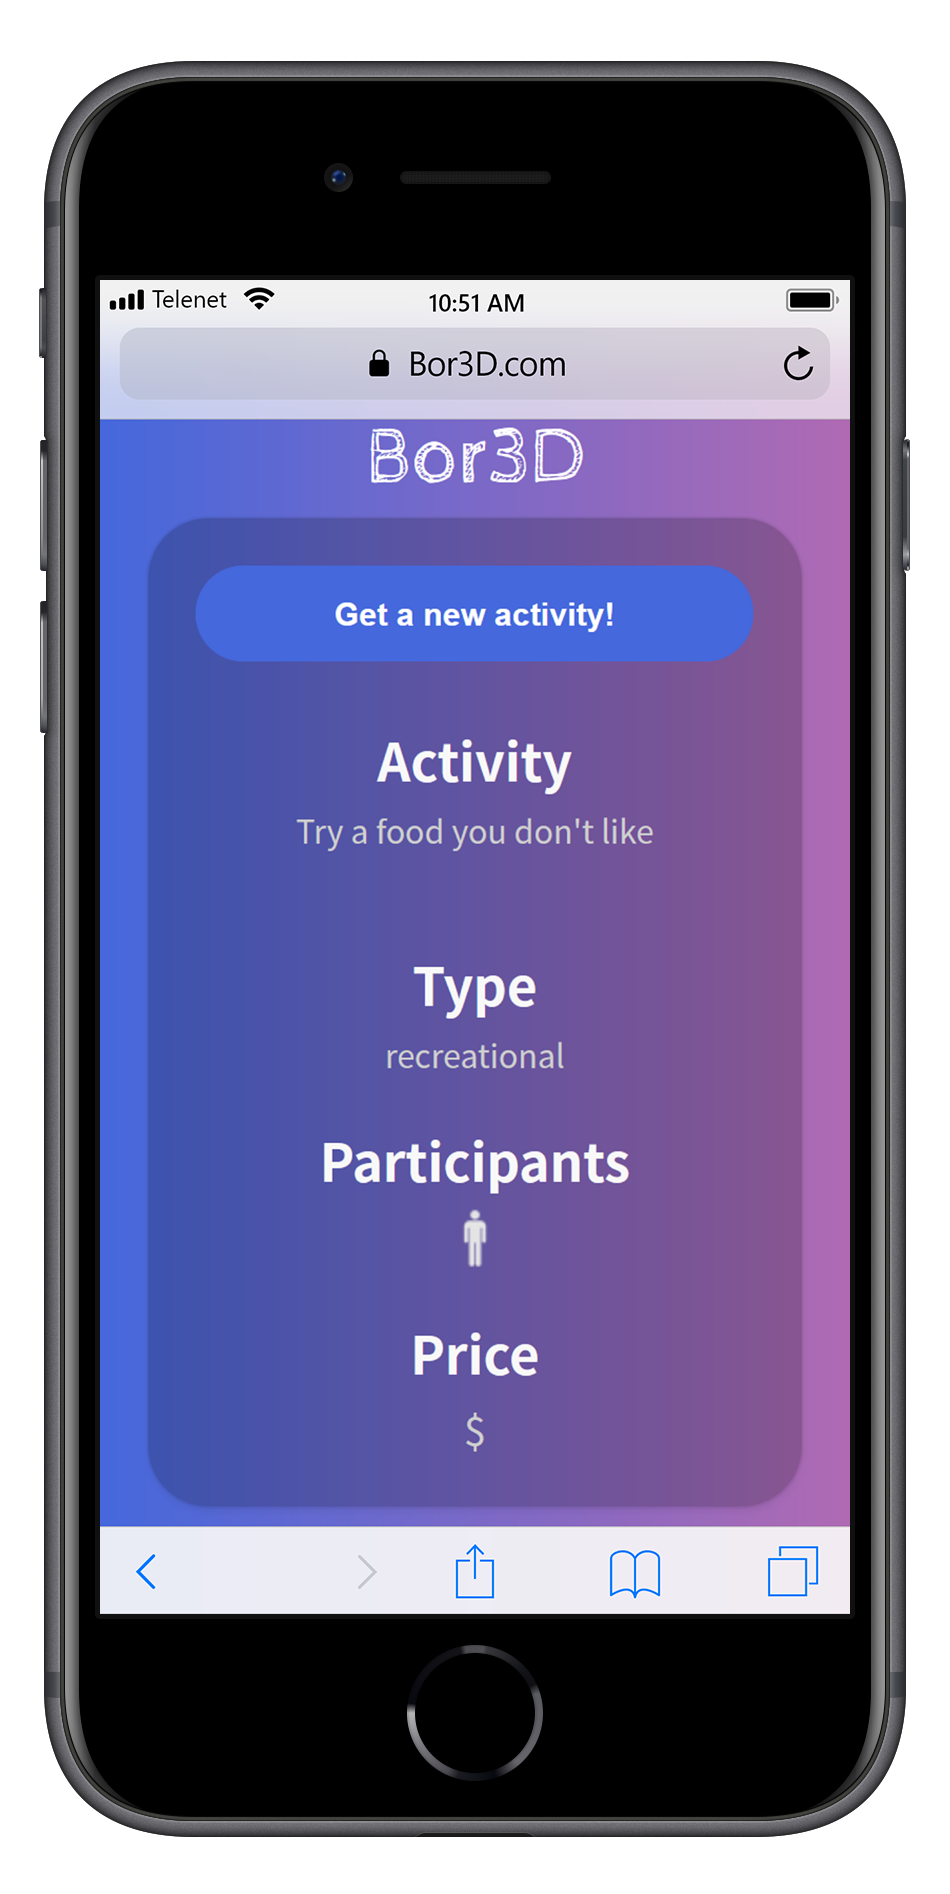 Telenet
10:51 AM
Bor3D.com
Bor3D
Get a new activity!
Activity
Try a food you don't like
Type
recreational
Participants
Price
$